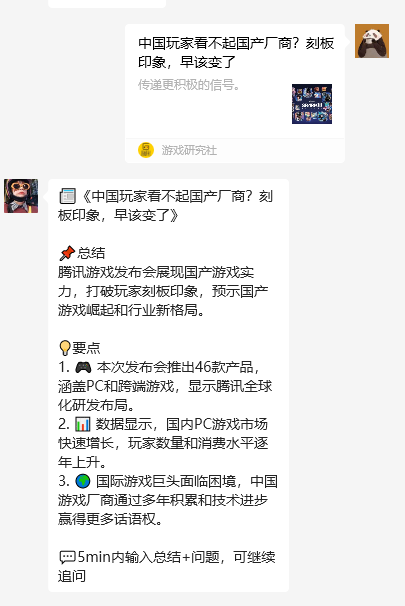 中国玩家看不起国产厂商？刻板
印象，早该变了
传递更积极的信号。
游戏研究社
📰《中国玩家看不起国产厂商？刻
板印象，早该变了》
📌总结
腾讯游戏发布会展现国产游戏实
力，打破玩家刻板印象，预示国产
游戏崛起和行业新格局。
💡要点
1. 🎮 本次发布会推出46款产品，
涵盖PC和跨端游戏，显示腾讯全球
化研发布局。
2. 📊 数据显示，国内PC游戏市场
快速增长，玩家数量和消费水平逐
年上升。
3. 🌍 国际游戏巨头面临困境，中国
游戏厂商通过多年积累和技术进步
赢得更多话语权。
💬5min内输入总结+问题，可继续
追问